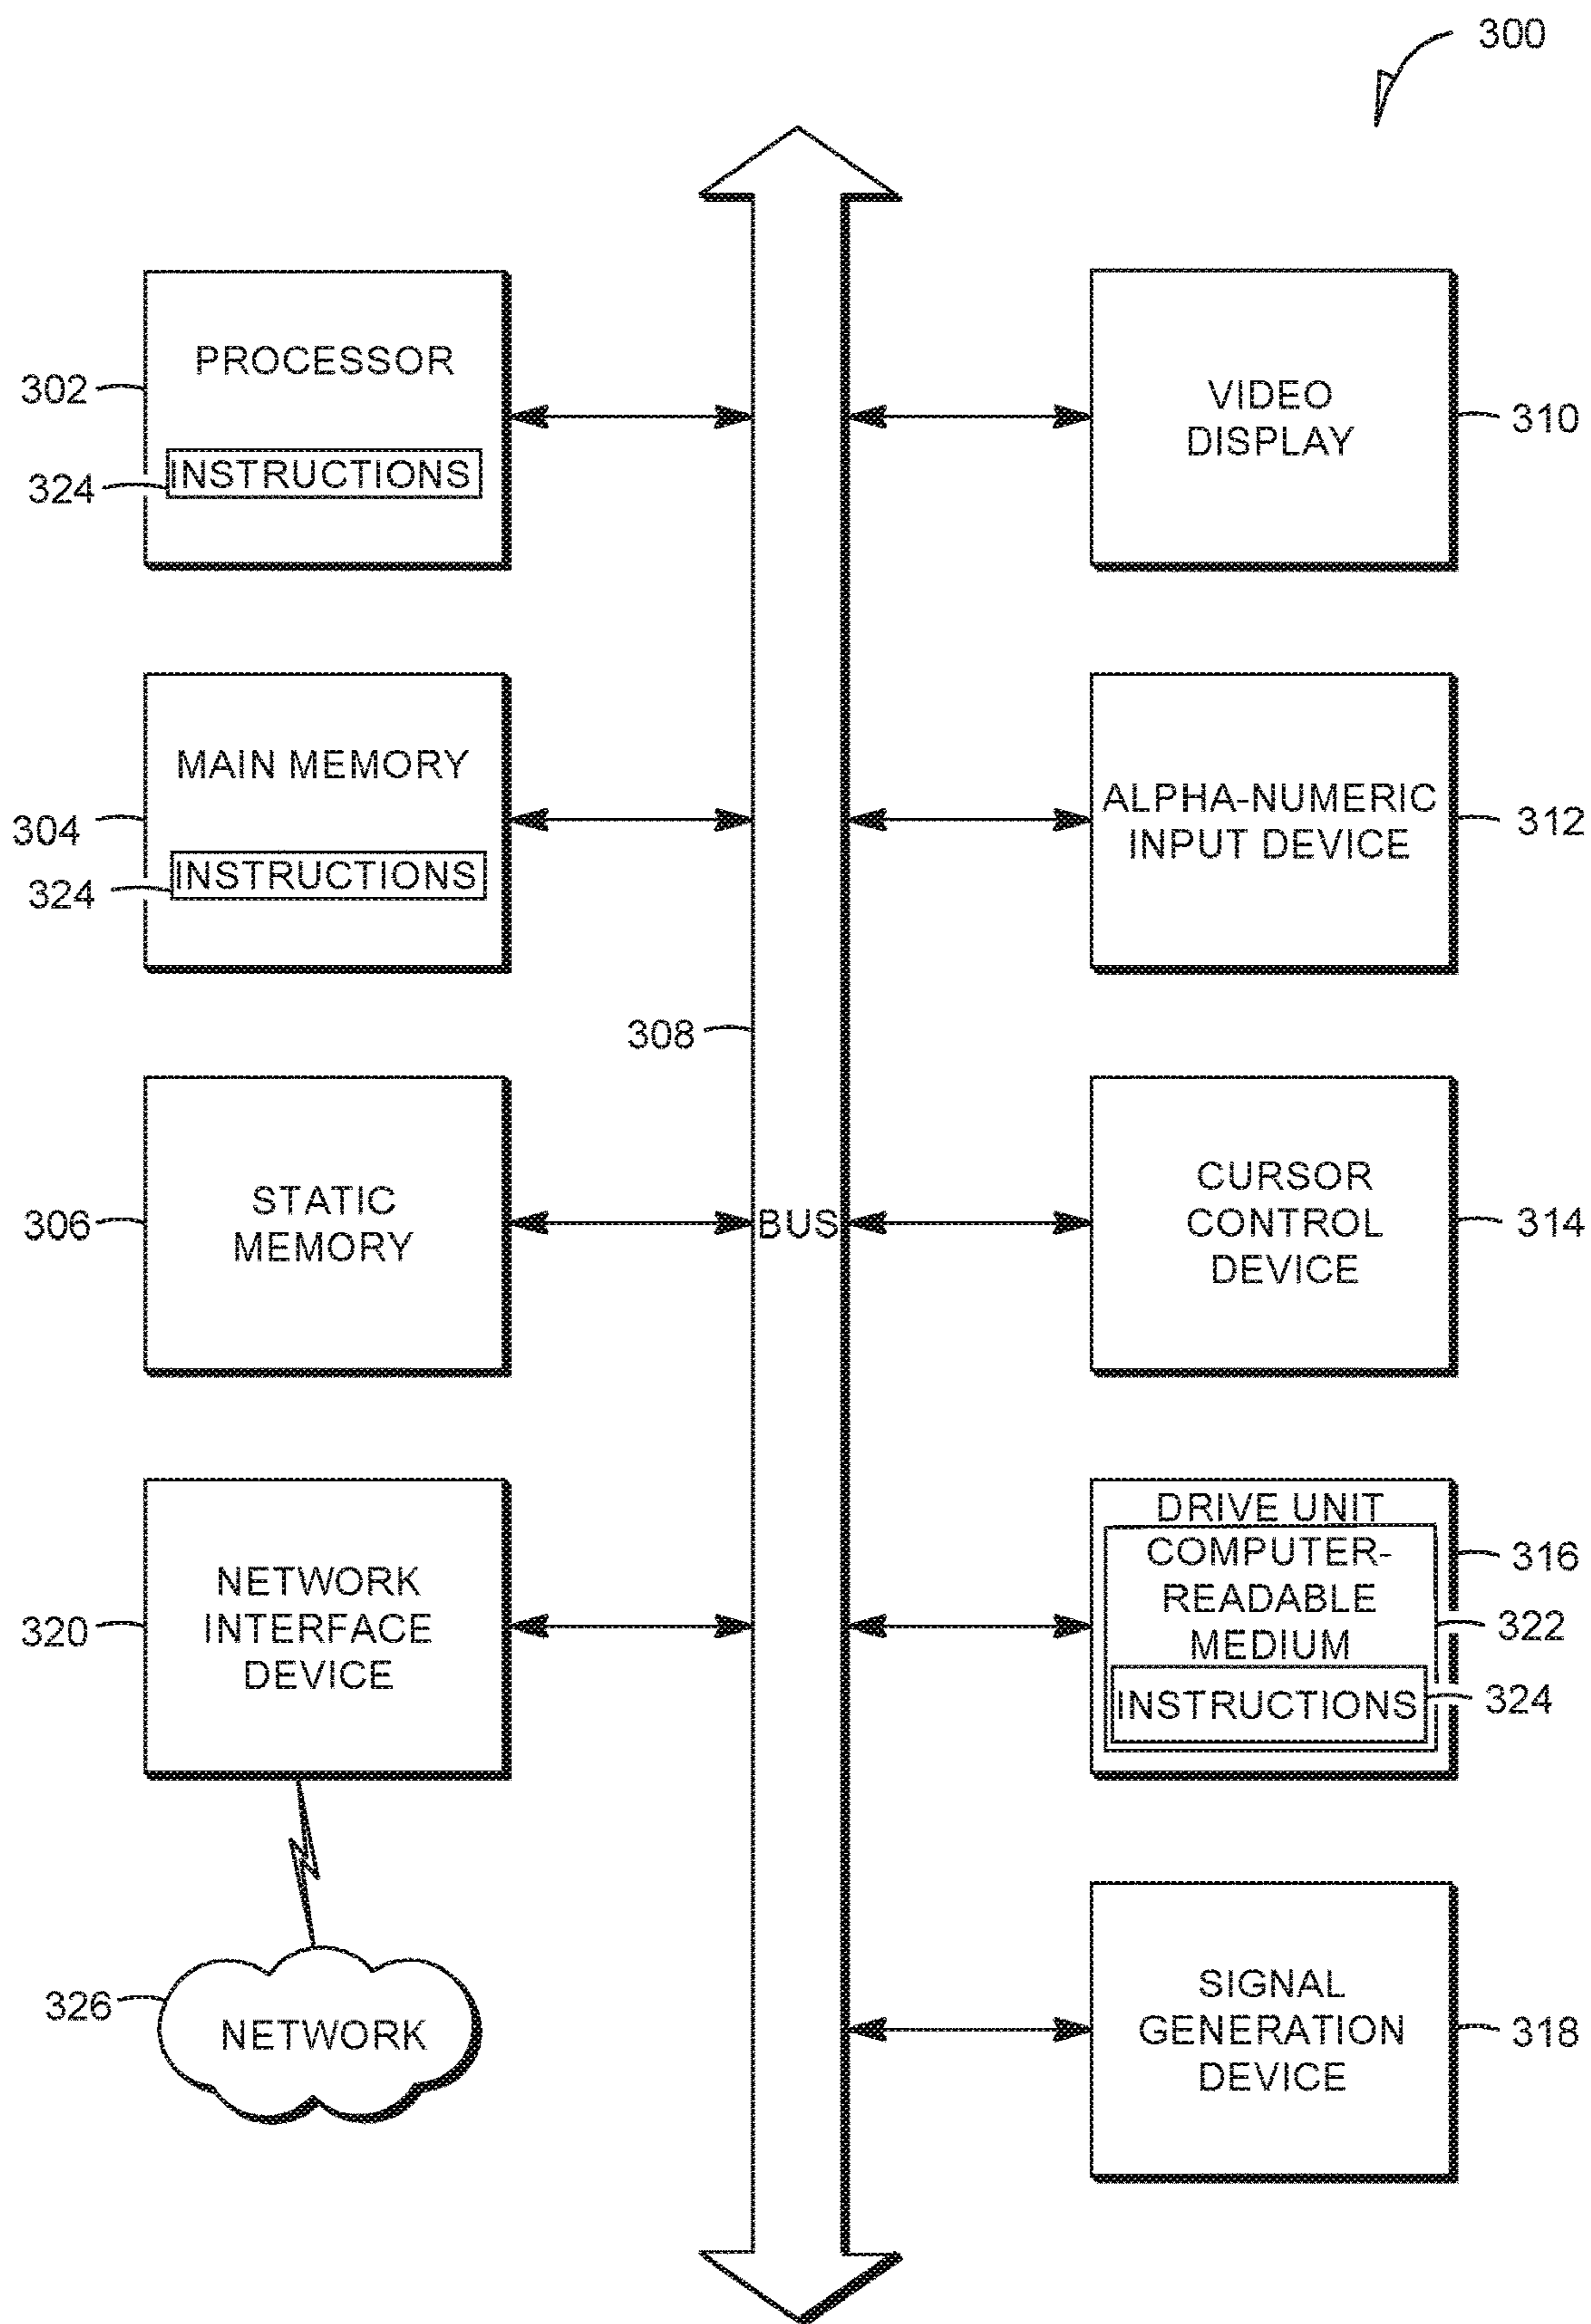 300
PROCESSOR
302
INSTRUCTIONS
324
VIDEO
DISPLAY
310
MAIN MEMORY
304
INSTRUCTIONS
324
ALPHA-NUMERIC
INPUT DEVICE
312
308
STATIC
MEMORY
306
BUS
CURSOR
CONTROL
DEVICE
314
NETWORK
INTERFACE
DEVICE
320
DRIVE UNIT
316
COMPUTER-
READABLE
MEDIUM
322
INSTRUCTIONS
324
326
NETWORK
SIGNAL
GENERATION
DEVICE
318